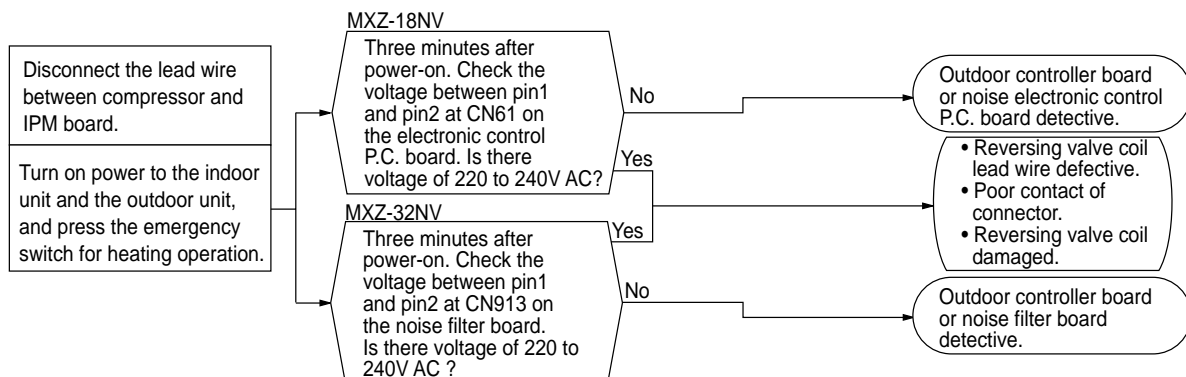 Disconnect the lead wire
between compressor and
IPM board.
Turn on power to the indoor
unit and the outdoor unit,
and press the emergency
switch for heating operation.
MXZ-18NV
Three minutes after
power-on. Check the
voltage between pin1
and pin2 at CN61 on
the electronic control
P.C. board. Is there
voltage of 220 to 240V AC?
No
Yes
MXZ-32NV
Three minutes after
power-on. Check the
voltage between pin1
and pin2 at CN913 on
the noise filter board.
Is there voltage of 220 to
240V AC ?
Yes
No
Outdoor controller board
or noise electronic control
P.C. board detective.
• Reversing valve coil
lead wire defective.
• Poor contact of
connector.
• Reversing valve coil
damaged.
Outdoor controller board
or noise filter board
detective.